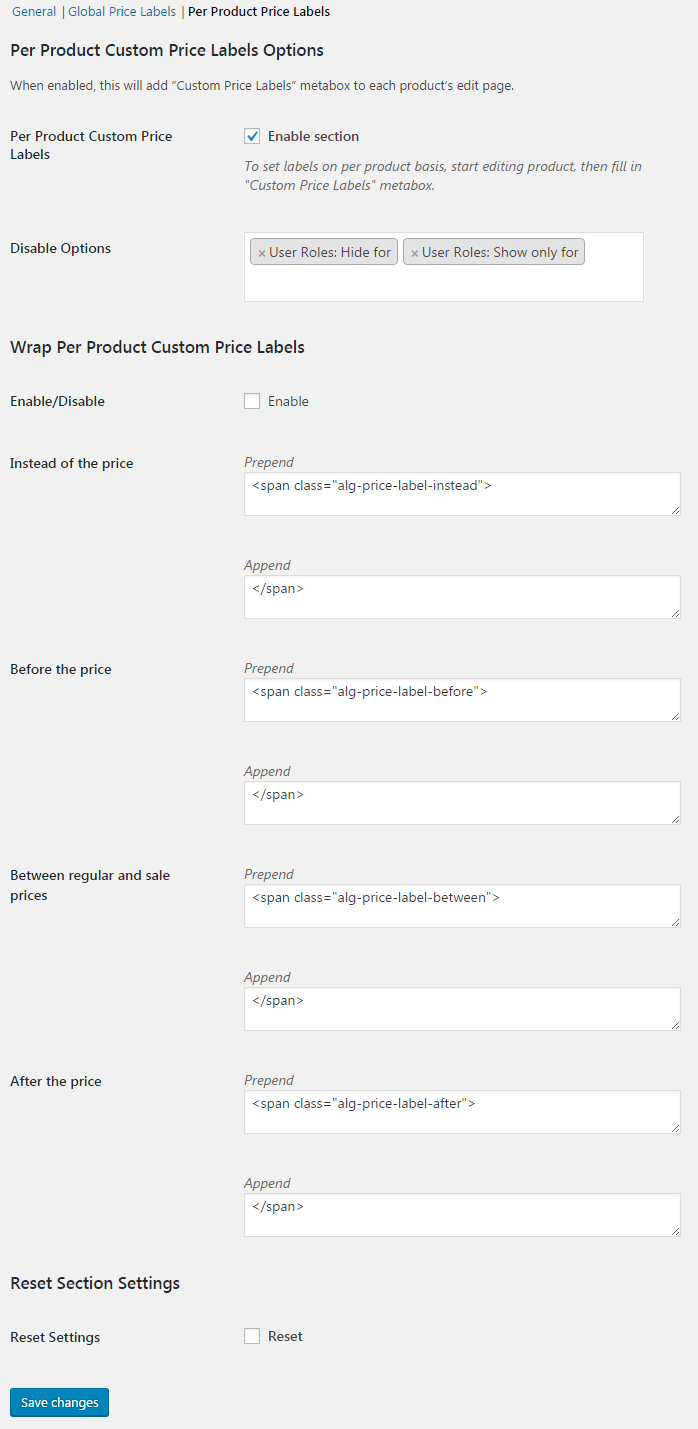 General | Global Price Labels | Per Product Price Labels
Per Product Custom Price Labels Options
When enabled, this will add “Custom Price Labels” metabox to each product’s edit page.
Per Product Custom Price
Labels
Enable section
To set labels on per product basis, start editing product, then fill in
"Custom Price Labels" metabox.
Disable Options
×User Roles: Hide for ×User Roles: Show only for
Wrap Per Product Custom Price Labels
Enable/Disable
Enable
Instead of the price
Prepend
<span class="alg-price-label-instead">
Append
</span>
Before the price
Prepend
<span class="alg-price-label-before">
Append
</span>
Between regular and sale
prices
Prepend
<span class="alg-price-label-between">
Append
</span>
After the price
Prepend
<span class="alg-price-label-after">
Append
</span>
Reset Section Settings
Reset Settings
Reset
Save changes